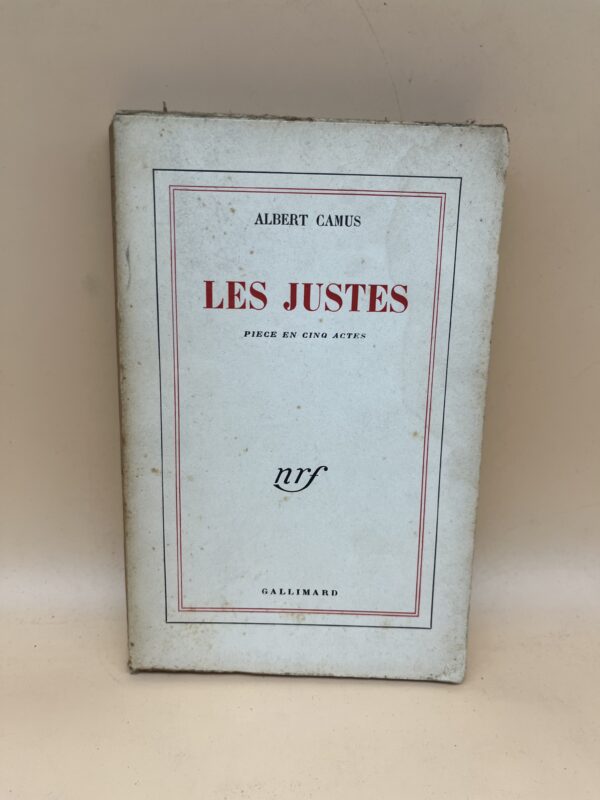 ALBERT CAMUS
LES JUSTES
PIECE EN CINQ ACTES
nrf
GALLIMARD